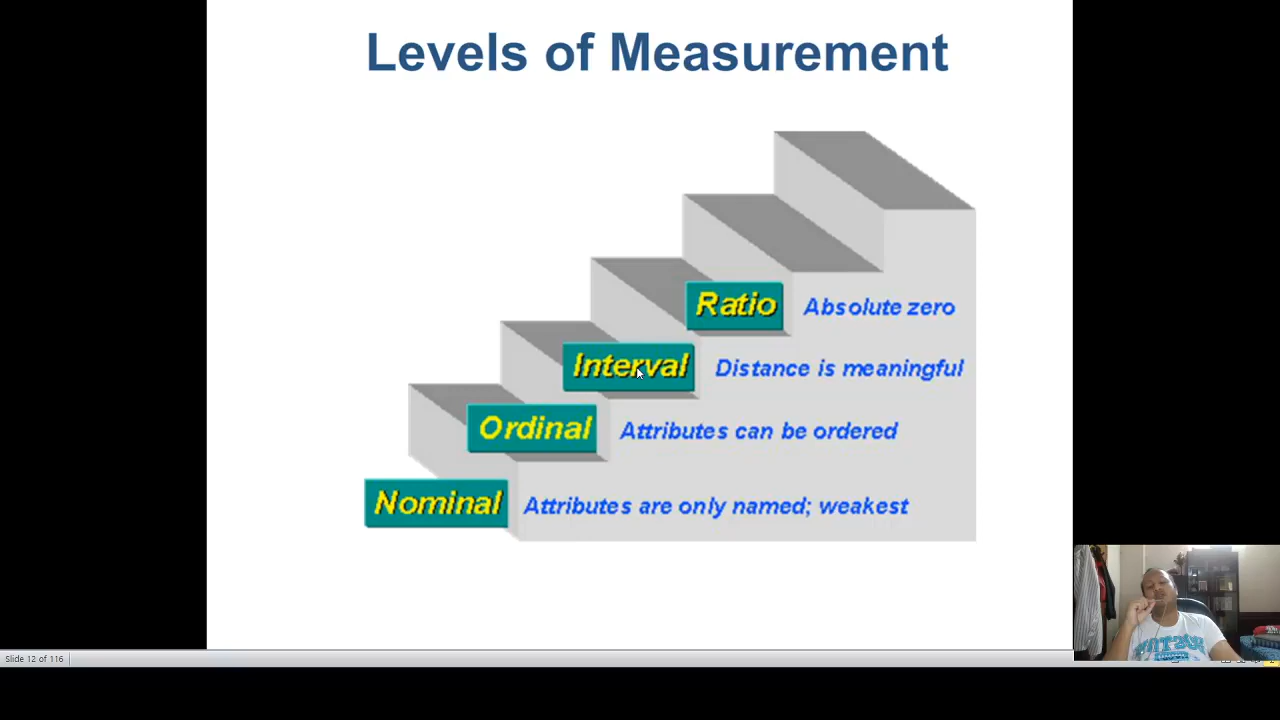 Levels of Measurement
Ratio Absolute zero
Interval Distance is meaningful
Ordinal Attributes can be ordered
Nominal Attributes are only named; weakest
Slide 12 of 116